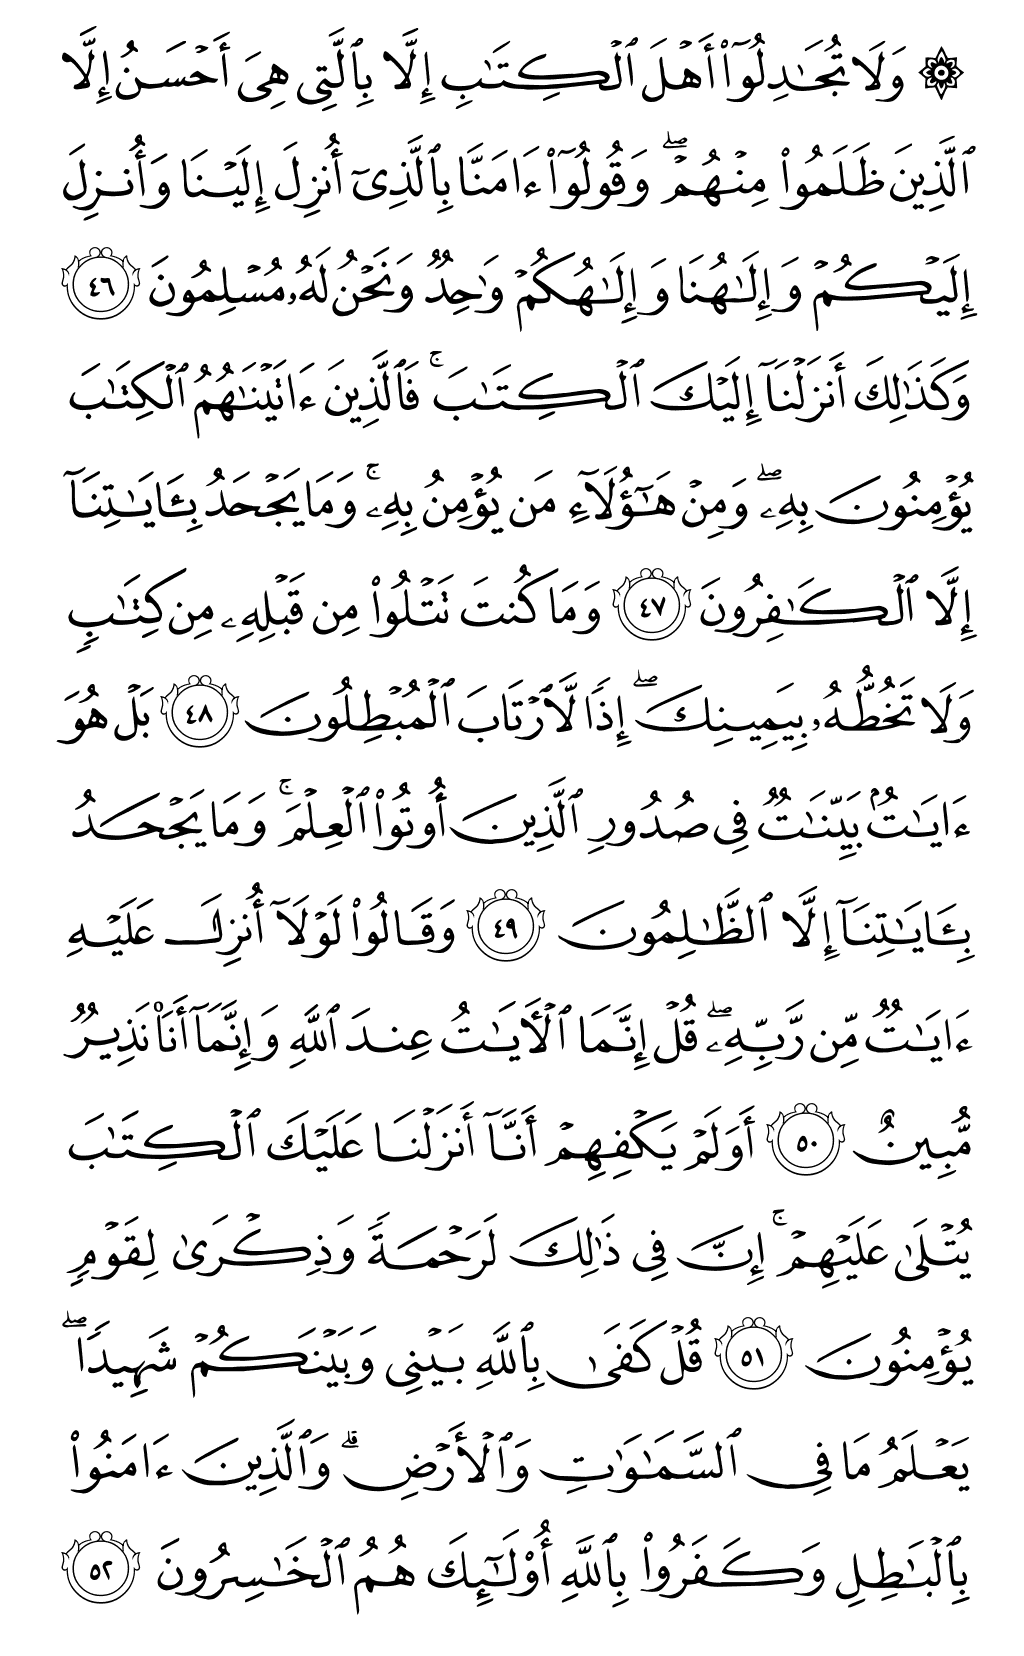 ۞ وَلَا تُجَٰدِلُوٓا۟ أَهْلَ ٱلْكِتَٰبِ إِلَّا بِٱلَّتِى هِىَ أَحْسَنُ إِلَّا
ٱلَّذِينَ ظَلَمُوا۟ مِنْهُمْ ۖ وَقُولُوٓا۟ ءَامَنَّا بِٱلَّذِىٓ أُنزِلَ إِلَيْنَا وَأُنزِلَ
إِلَيْكُمْ وَإِلَٰهُنَا وَإِلَٰهُكُمْ وَٰحِدٌ وَنَحْنُ لَهُۥ مُسْلِمُونَ ٤٦
وَكَذَٰلِكَ أَنزَلْنَآ إِلَيْكَ ٱلْكِتَٰبَ ۚ فَٱلَّذِينَ ءَاتَيْنَٰهُمُ ٱلْكِتَٰبَ
يُؤْمِنُونَ بِهِۦ ۖ وَمِنْ هَٰٓؤُلَآءِ مَن يُؤْمِنُ بِهِۦ ۚ وَمَا يَجْحَدُ بِـَٔايَٰتِنَآ
إِلَّا ٱلْكَٰفِرُونَ ٤٧ وَمَا كُنتَ تَتْلُوا۟ مِن قَبْلِهِۦ مِن كِتَٰبٍ
وَلَا تَخُطُّهُۥ بِيَمِينِكَ ۖ إِذًا لَّٱرْتَابَ ٱلْمُبْطِلُونَ ٤٨ بَلْ هُوَ
ءَايَٰتٌۢ بَيِّنَٰتٌ فِى صُدُورِ ٱلَّذِينَ أُوتُوا۟ ٱلْعِلْمَ ۚ وَمَا يَجْحَدُ
بِـَٔايَٰتِنَآ إِلَّا ٱلظَّٰلِمُونَ ٤٩ وَقَالُوا۟ لَوْلَآ أُنزِلَ عَلَيْهِ
ءَايَٰتٌ مِّن رَّبِّهِۦ ۖ قُلْ إِنَّمَا ٱلْـَٔايَٰتُ عِندَ ٱللَّهِ وَإِنَّمَآ أَنَا۠ نَذِيرٌ
مُّبِينٌ ٥٠ أَوَلَمْ يَكْفِهِمْ أَنَّآ أَنزَلْنَا عَلَيْكَ ٱلْكِتَٰبَ
يُتْلَىٰ عَلَيْهِمْ ۚ إِنَّ فِى ذَٰلِكَ لَرَحْمَةً وَذِكْرَىٰ لِقَوْمٍ
يُؤْمِنُونَ ٥١ قُلْ كَفَىٰ بِٱللَّهِ بَيْنِى وَبَيْنَكُمْ شَهِيدًا ۖ
يَعْلَمُ مَا فِى ٱلسَّمَٰوَٰتِ وَٱلْأَرْضِ ۗ وَٱلَّذِينَ ءَامَنُوا۟
بِٱلْبَٰطِلِ وَكَفَرُوا۟ بِٱللَّهِ أُو۟لَٰٓئِكَ هُمُ ٱلْخَٰسِرُونَ ٥٢